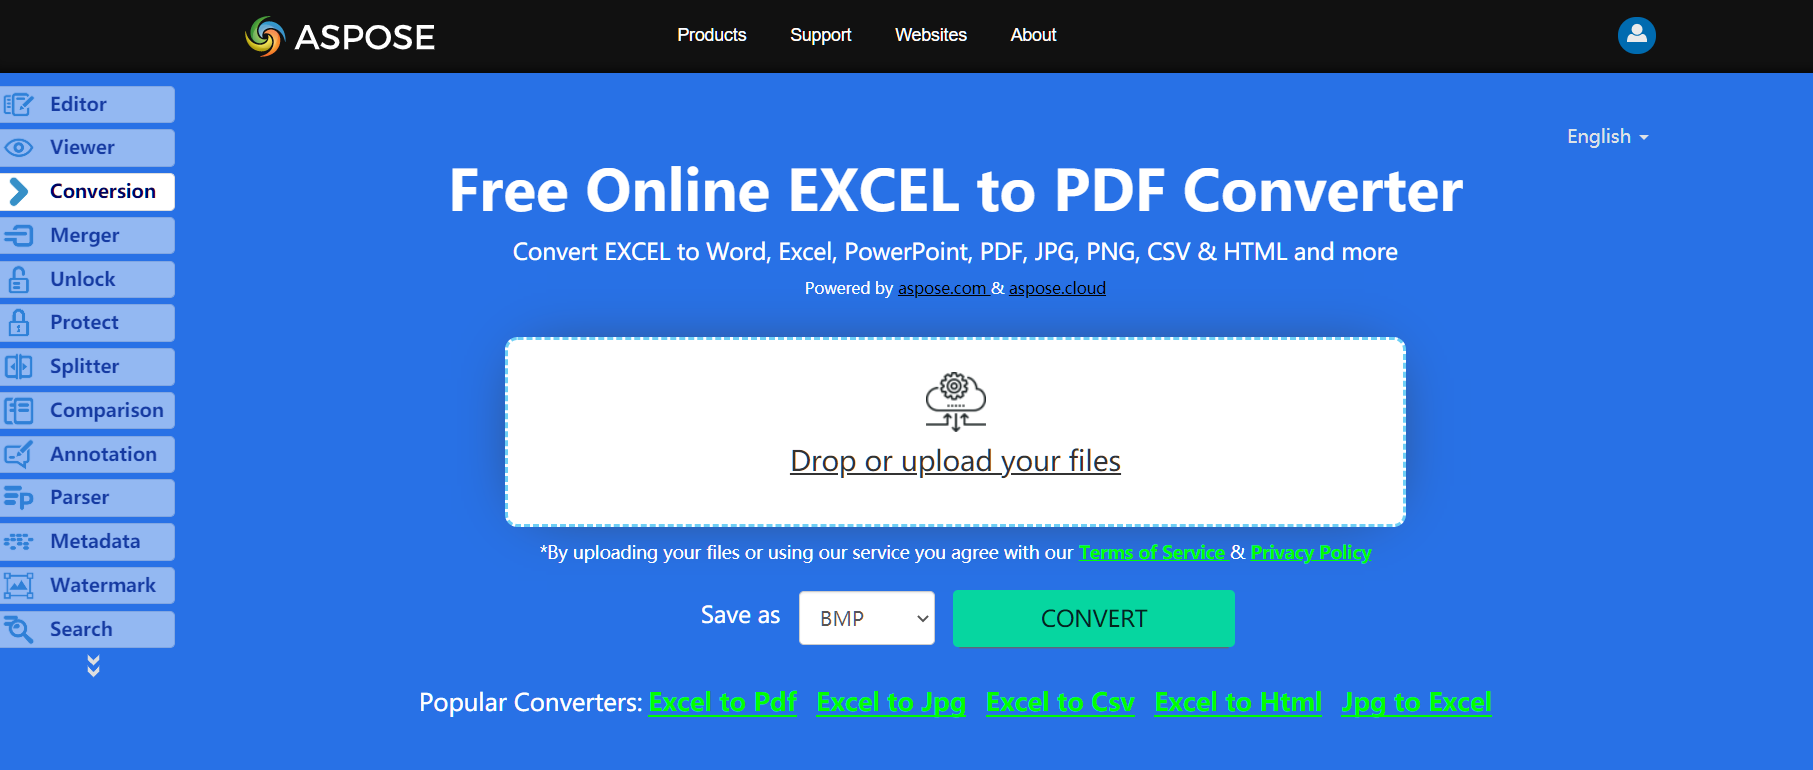 ASPOSE
Products Support Websites About
Editor
Viewer
Conversion
Merger
Unlock
Protect
Splitter
Comparison
Annotation
Parser
Metadata
Watermark
Search
English
Free Online EXCEL to PDF Converter
Convert EXCEL to Word, Excel, PowerPoint, PDF, JPG, PNG, CSV & HTML and more
Powered by aspose.com & aspose.cloud
Drop or upload your files
*By uploading your files or using our service you agree with our Terms of Service & Privacy Policy
Save as BMP CONVERT
Popular Converters: Excel to Pdf Excel to Jpg Excel to Csv Excel to Html Jpg to Excel